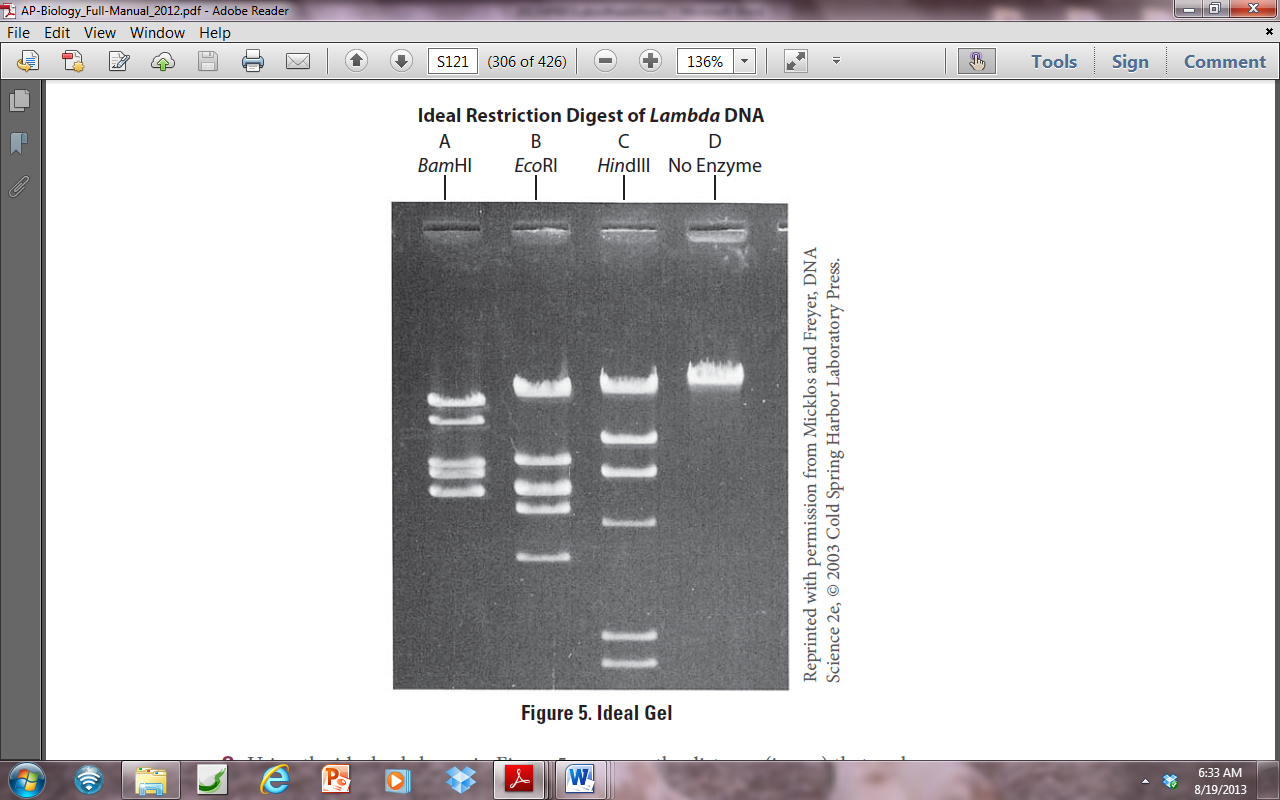 AP-Biology_Full-Manual_2012.pdf - Adobe Reader
File Edit View Window Help
S121 (306 of 426) 136% Tools Sign Comment
Ideal Restriction Digest of Lambda DNA
A B C D
BamHI EcoRI HindIII No Enzyme
Reprinted with permission from Micklos and Freyer, DNA
Science 2e, © 2003 Cold Spring Harbor Laboratory Press.
Figure 5. Ideal Gel
6:33 AM
8/19/2013